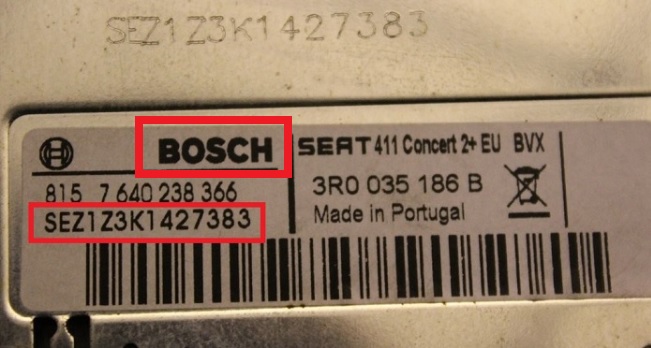 SEZ1Z3K1427383
BOSCH SEAT 411 Concert 2+ EU BVX
815 7 640 238 366 3R0 035 186 B
SEZ1Z3K1427383 Made in Portugal